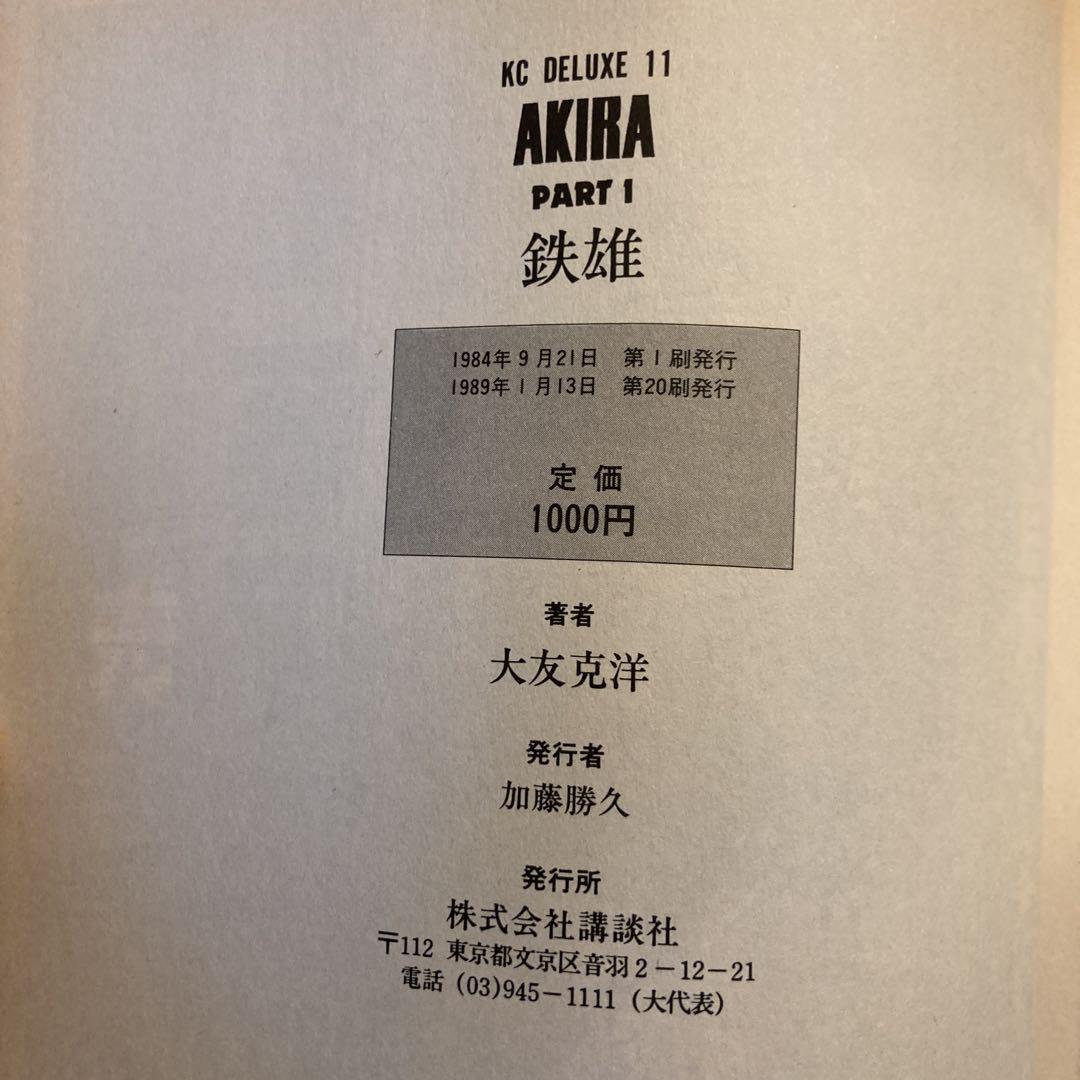 KC DELUXE 11
AKIRA
PART 1
鉄雄
1984年9月21日 第1刷発行
1989年1月13日 第20刷発行
定価
1000円
著者
大友克洋
発行者
加藤勝久
発行所
株式会社講談社
〒112 東京都文京区音羽2-12-21
電話 (03)945-1111 (大代表)